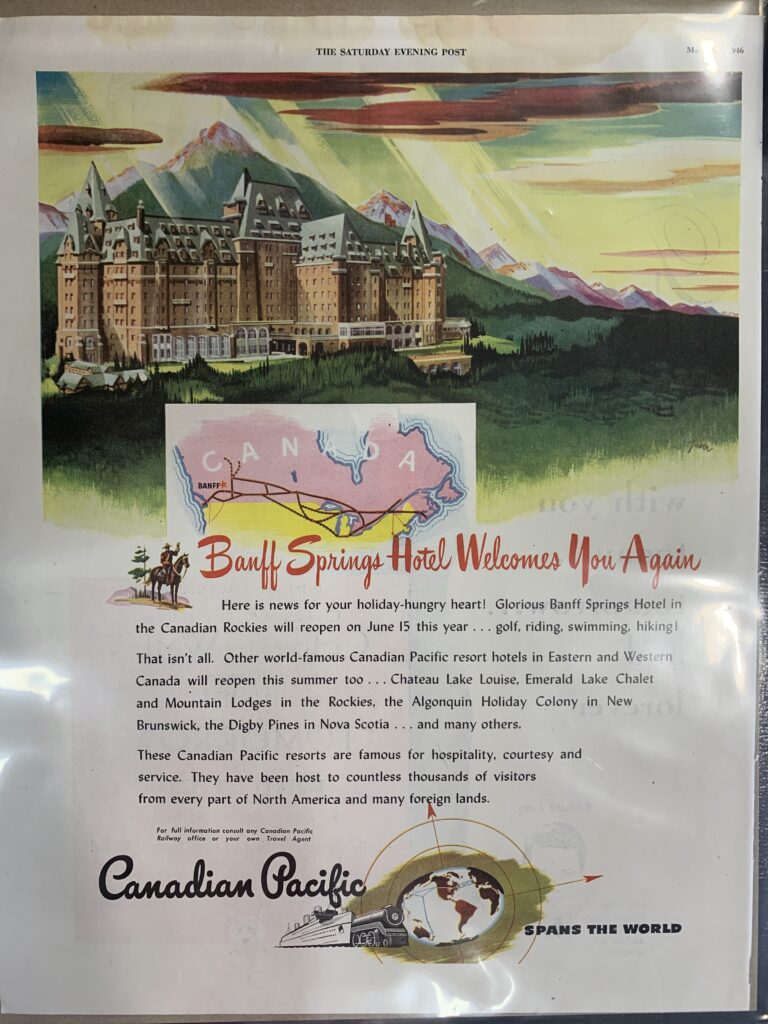 THE SATURDAY EVENING POST
CANADA
BANFF
Banff Springs Hotel Welcomes You Again
Here is news for your holiday-hungry heart! Glorious Banff Springs Hotel in
the Canadian Rockies will reopen on June 15 this year . . . golf, riding, swimming, hiking!
That isn't all. Other world-famous Canadian Pacific resort hotels in Eastern and Western
Canada will reopen this summer too . . . Chateau Lake Louise, Emerald Lake Chalet
and Mountain Lodges in the Rockies, the Algonquin Holiday Colony in New
Brunswick, the Digby Pines in Nova Scotia . . . and many others.
These Canadian Pacific resorts are famous for hospitality, courtesy and
service. They have been host to countless thousands of visitors
from every part of North America and many foreign lands.
For full information consult any Canadian Pacific
Railway office or your own Travel Agent
Canadian Pacific
SPANS THE WORLD